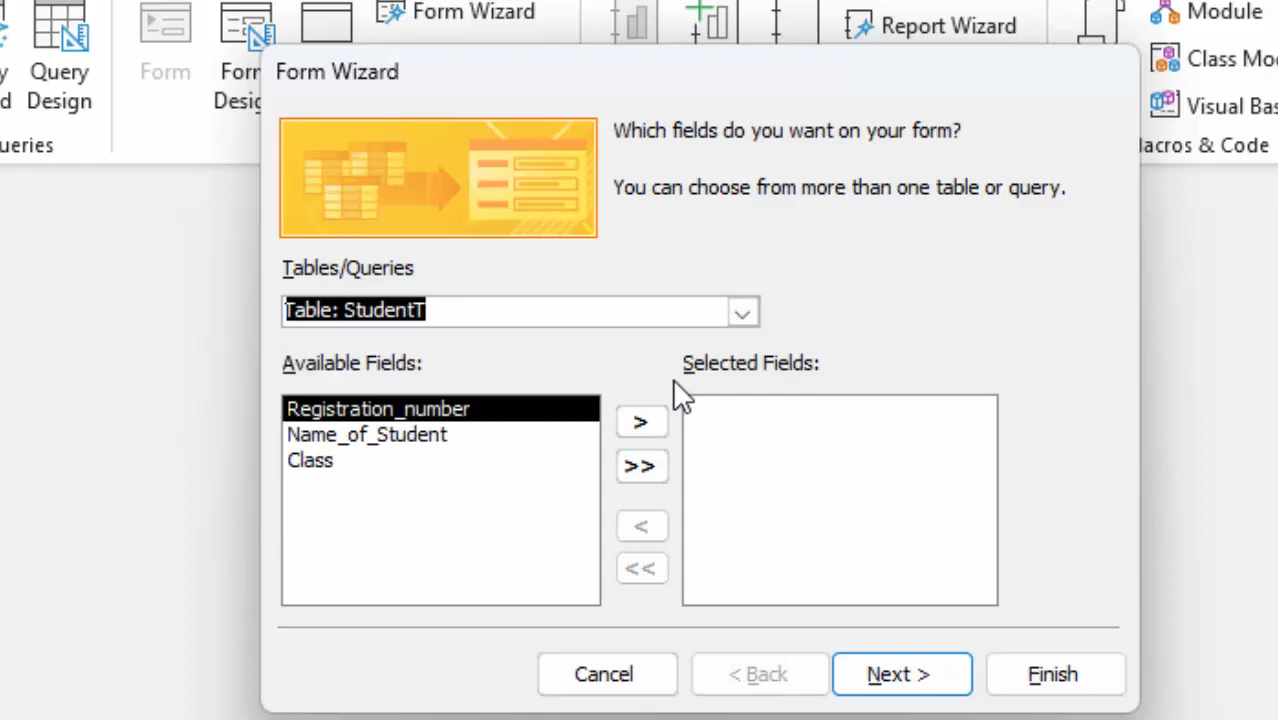 Form Wizard
Module
Report Wizard
Query
Design
Form
Form
Desig
Class Mo
Visual Bas
ueries
acros & Code
Form Wizard
Which fields do you want on your form?
You can choose from more than one table or query.
Tables/Queries
Table: StudentT
Available Fields:
Selected Fields:
Registration_number
Name_of_Student
Class
>
>>
<
<<
Cancel
< Back
Next >
Finish